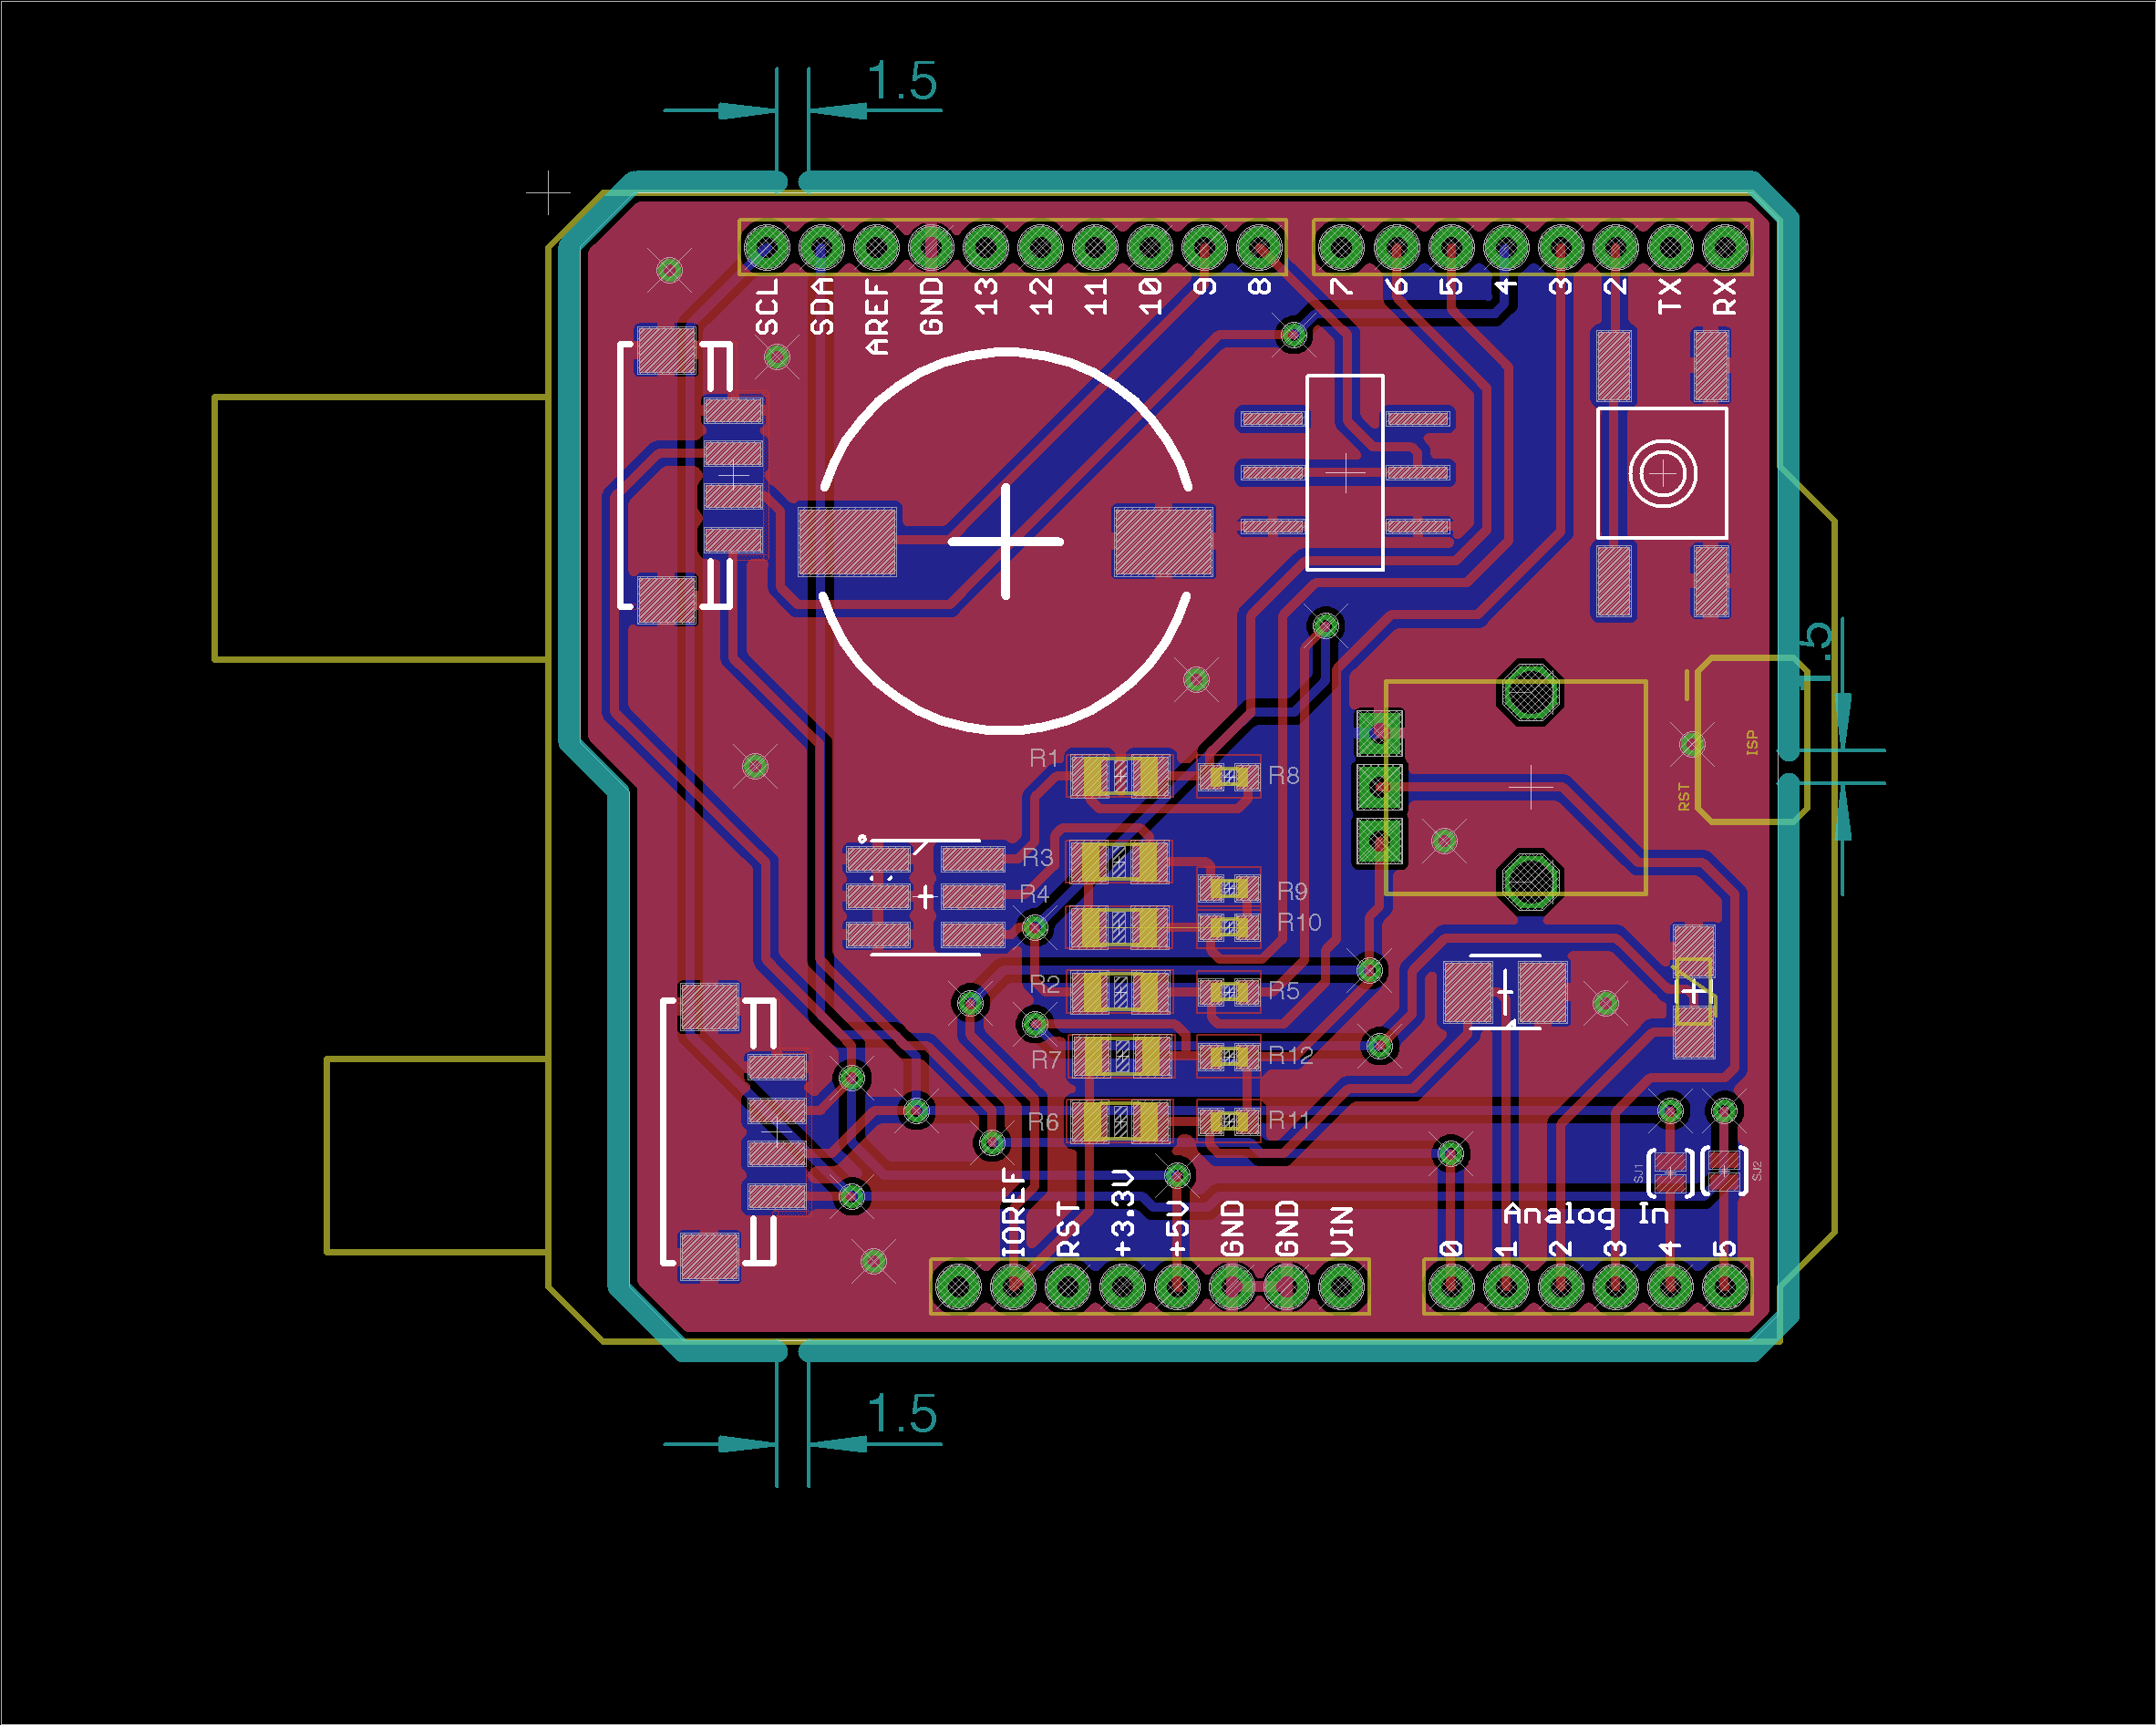 1.5
SCL
SDA
AREF
GND
13
12
11
10
9
8
7
6
5
4
3
2
TX
RX
1.5
ISP
RST
R1
R8
R3
R4
R9
R10
R2
R5
R7
R12
R6
R11
SJ1
SJ2
IOREF
RST
+3.3V
+5V
GND
GND
VIN
Analog In
0
1
2
3
4
5
1.5